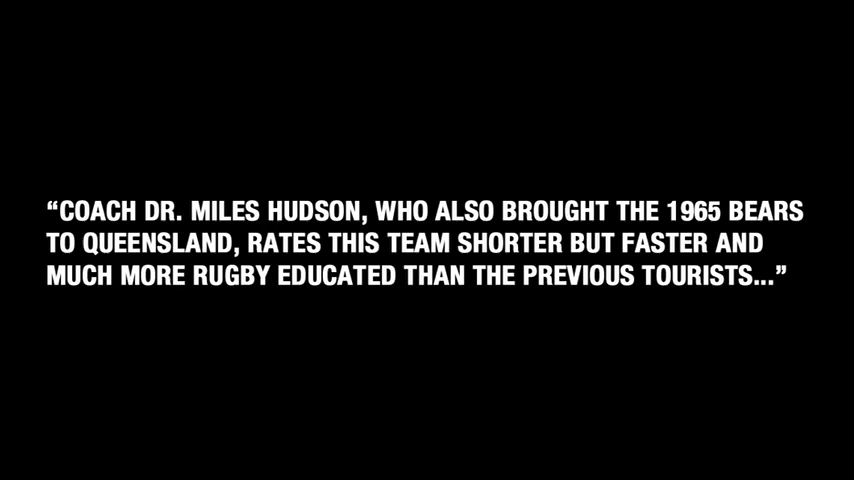 “COACH DR. MILES HUDSON, WHO ALSO BROUGHT THE 1965 BEARS
TO QUEENSLAND, RATES THIS TEAM SHORTER BUT FASTER AND
MUCH MORE RUGBY EDUCATED THAN THE PREVIOUS TOURISTS...”